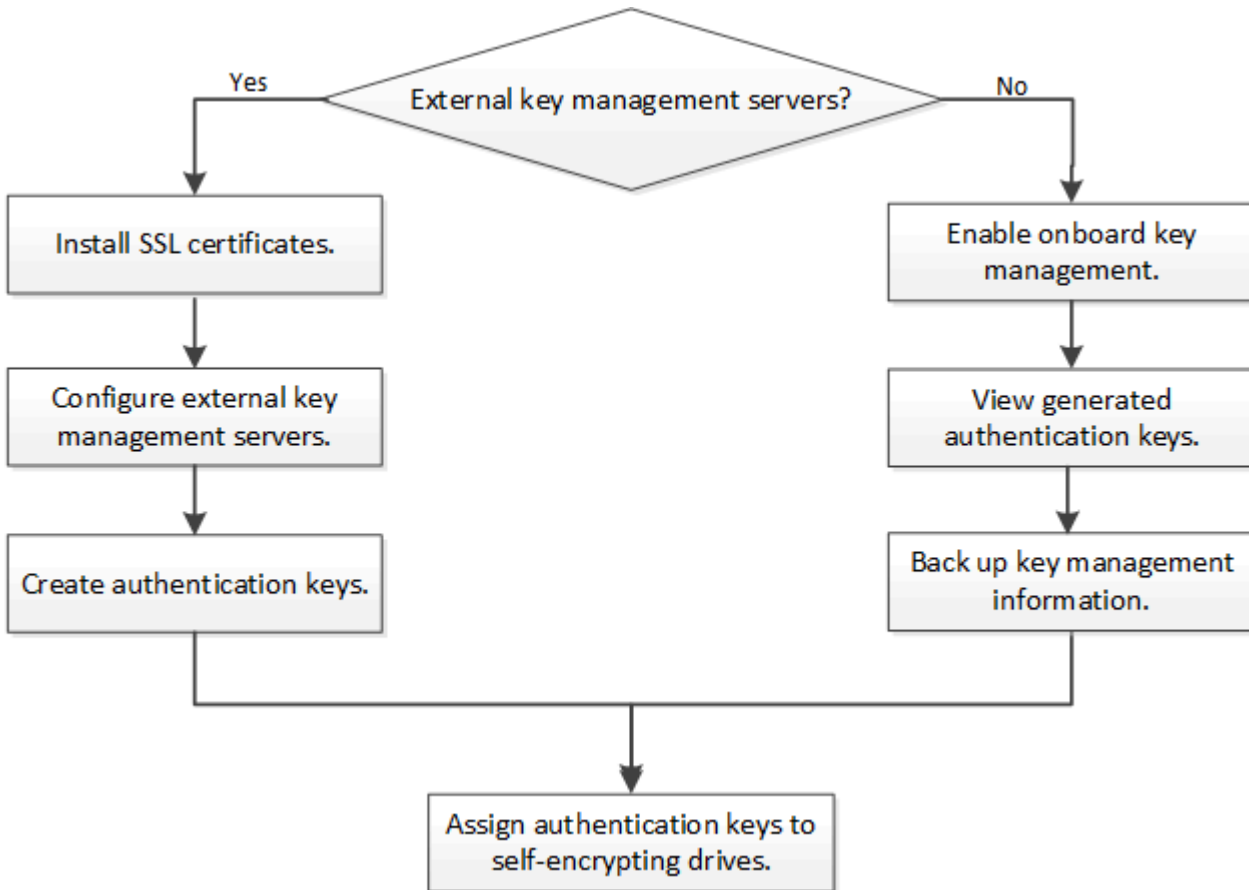 External key management servers?
Yes
No
Install SSL certificates.
Configure external key
management servers.
Create authentication keys.
Enable onboard key
management.
View generated
authentication keys.
Back up key management
information.
Assign authentication keys to
self-encrypting drives.